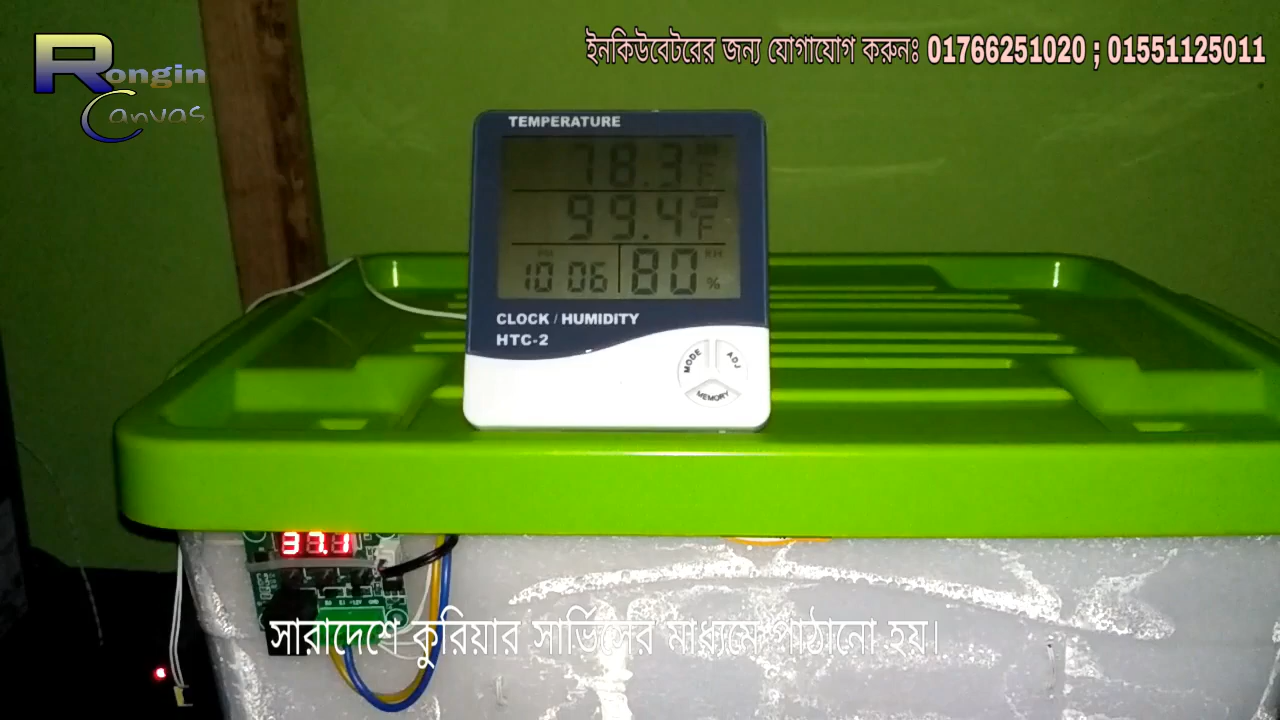 Rongin
Canvas
ইনকিউবেটরের জন্য যোগাযোগ করুনঃ 01766251020 ; 01551125011
TEMPERATURE
78.3 F
99.4 F
10 06 80 %
CLOCK / HUMIDITY
HTC-2
MODE ADJ
MEMORY
37.1
সারাদেশে কুরিয়ার সার্ভিসের মাধ্যমে পাঠানো হয়।